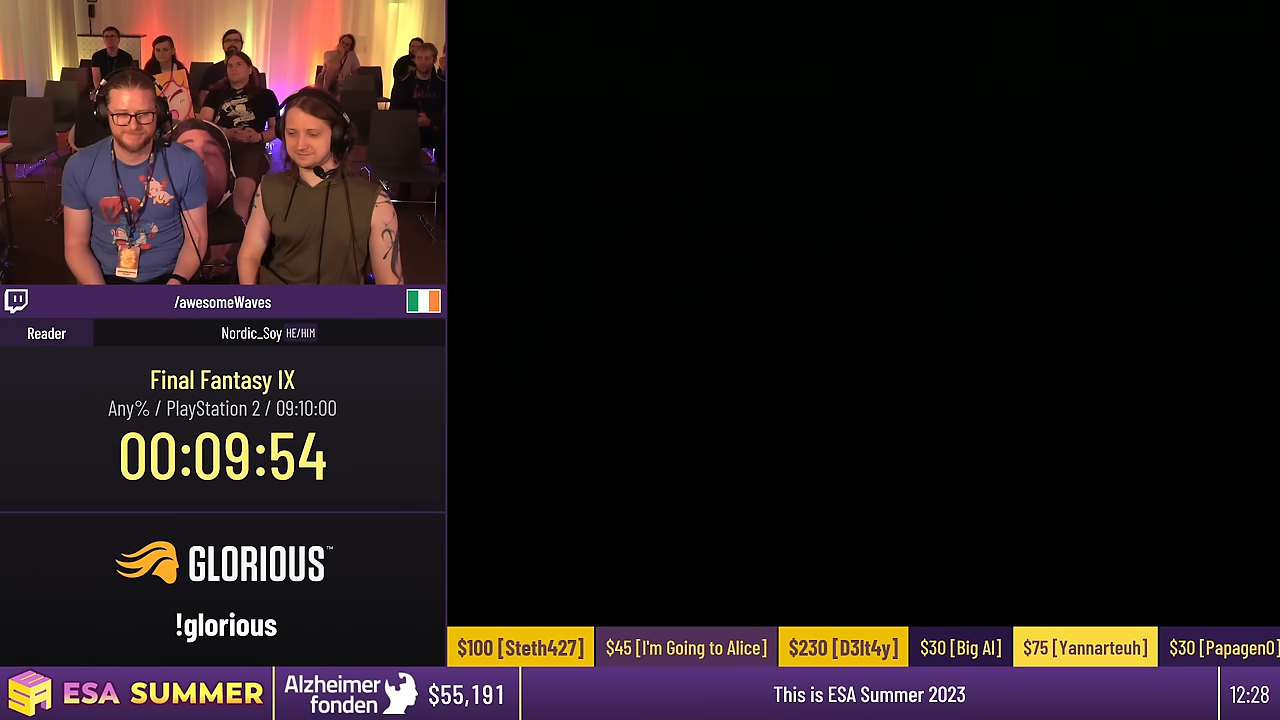 /awesomeWaves
Reader
Nordic_Soy HE/HIM
Final Fantasy IX
Any% / PlayStation 2 / 09:10:00
00:09:54
GLORIOUS™
!glorious
$100 [Steth427]
$45 [I'm Going to Alice]
$230 [D3lt4y]
$30 [Big Al]
$75 [Yannarteuh]
$30 [Papagen0]
ESA SUMMER
Alzheimer
fonden
$55,191
This is ESA Summer 2023
12:28